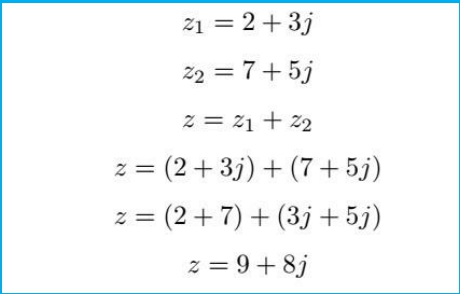 z₁ = 2 + 3j
z₂ = 7 + 5j
z = z₁ + z₂
z = (2 + 3j) + (7 + 5j)
z = (2 + 7) + (3j + 5j)
z = 9 + 8j